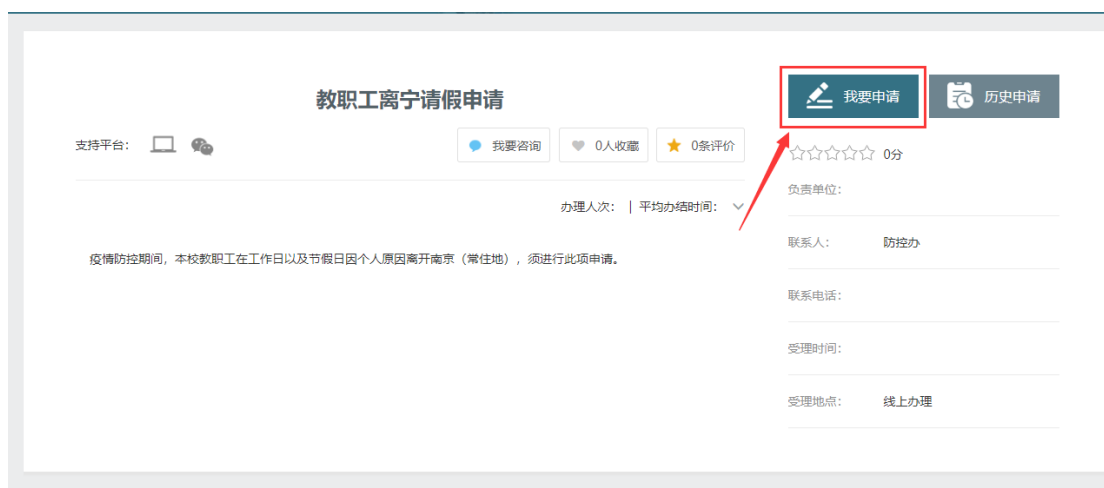 教职工离宁请假申请
支持平台:
我要咨询 0人收藏 0条评价
办理人次: | 平均办结时间:
疫情防控期间，本校教职工在工作日以及节假日因个人原因离开南京（常住地），须进行此项申请。
我要申请 历史申请
0分
负责单位:
联系人: 防控办
联系电话:
受理时间:
受理地点: 线上办理